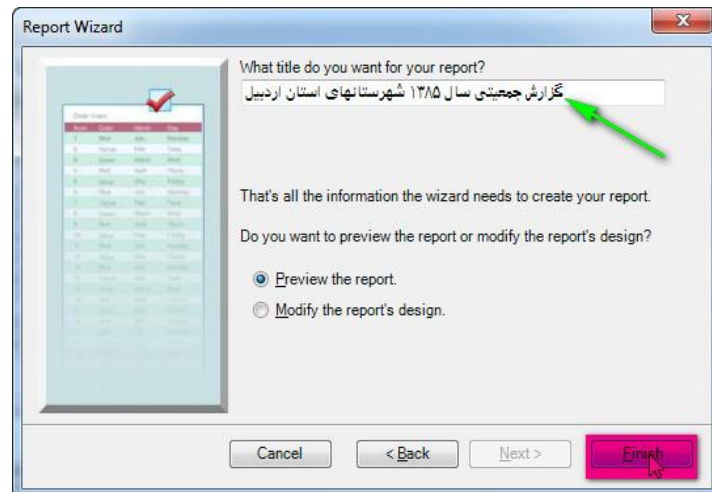 Report Wizard
What title do you want for your report?
گزارش جمعیتی سال ۱۳۸۵ شهرستانهای استان اردبیل
That's all the information the wizard needs to create your report.
Do you want to preview the report or modify the report's design?
Preview the report.
Modify the report's design.
Cancel
< Back
Next >
Finish